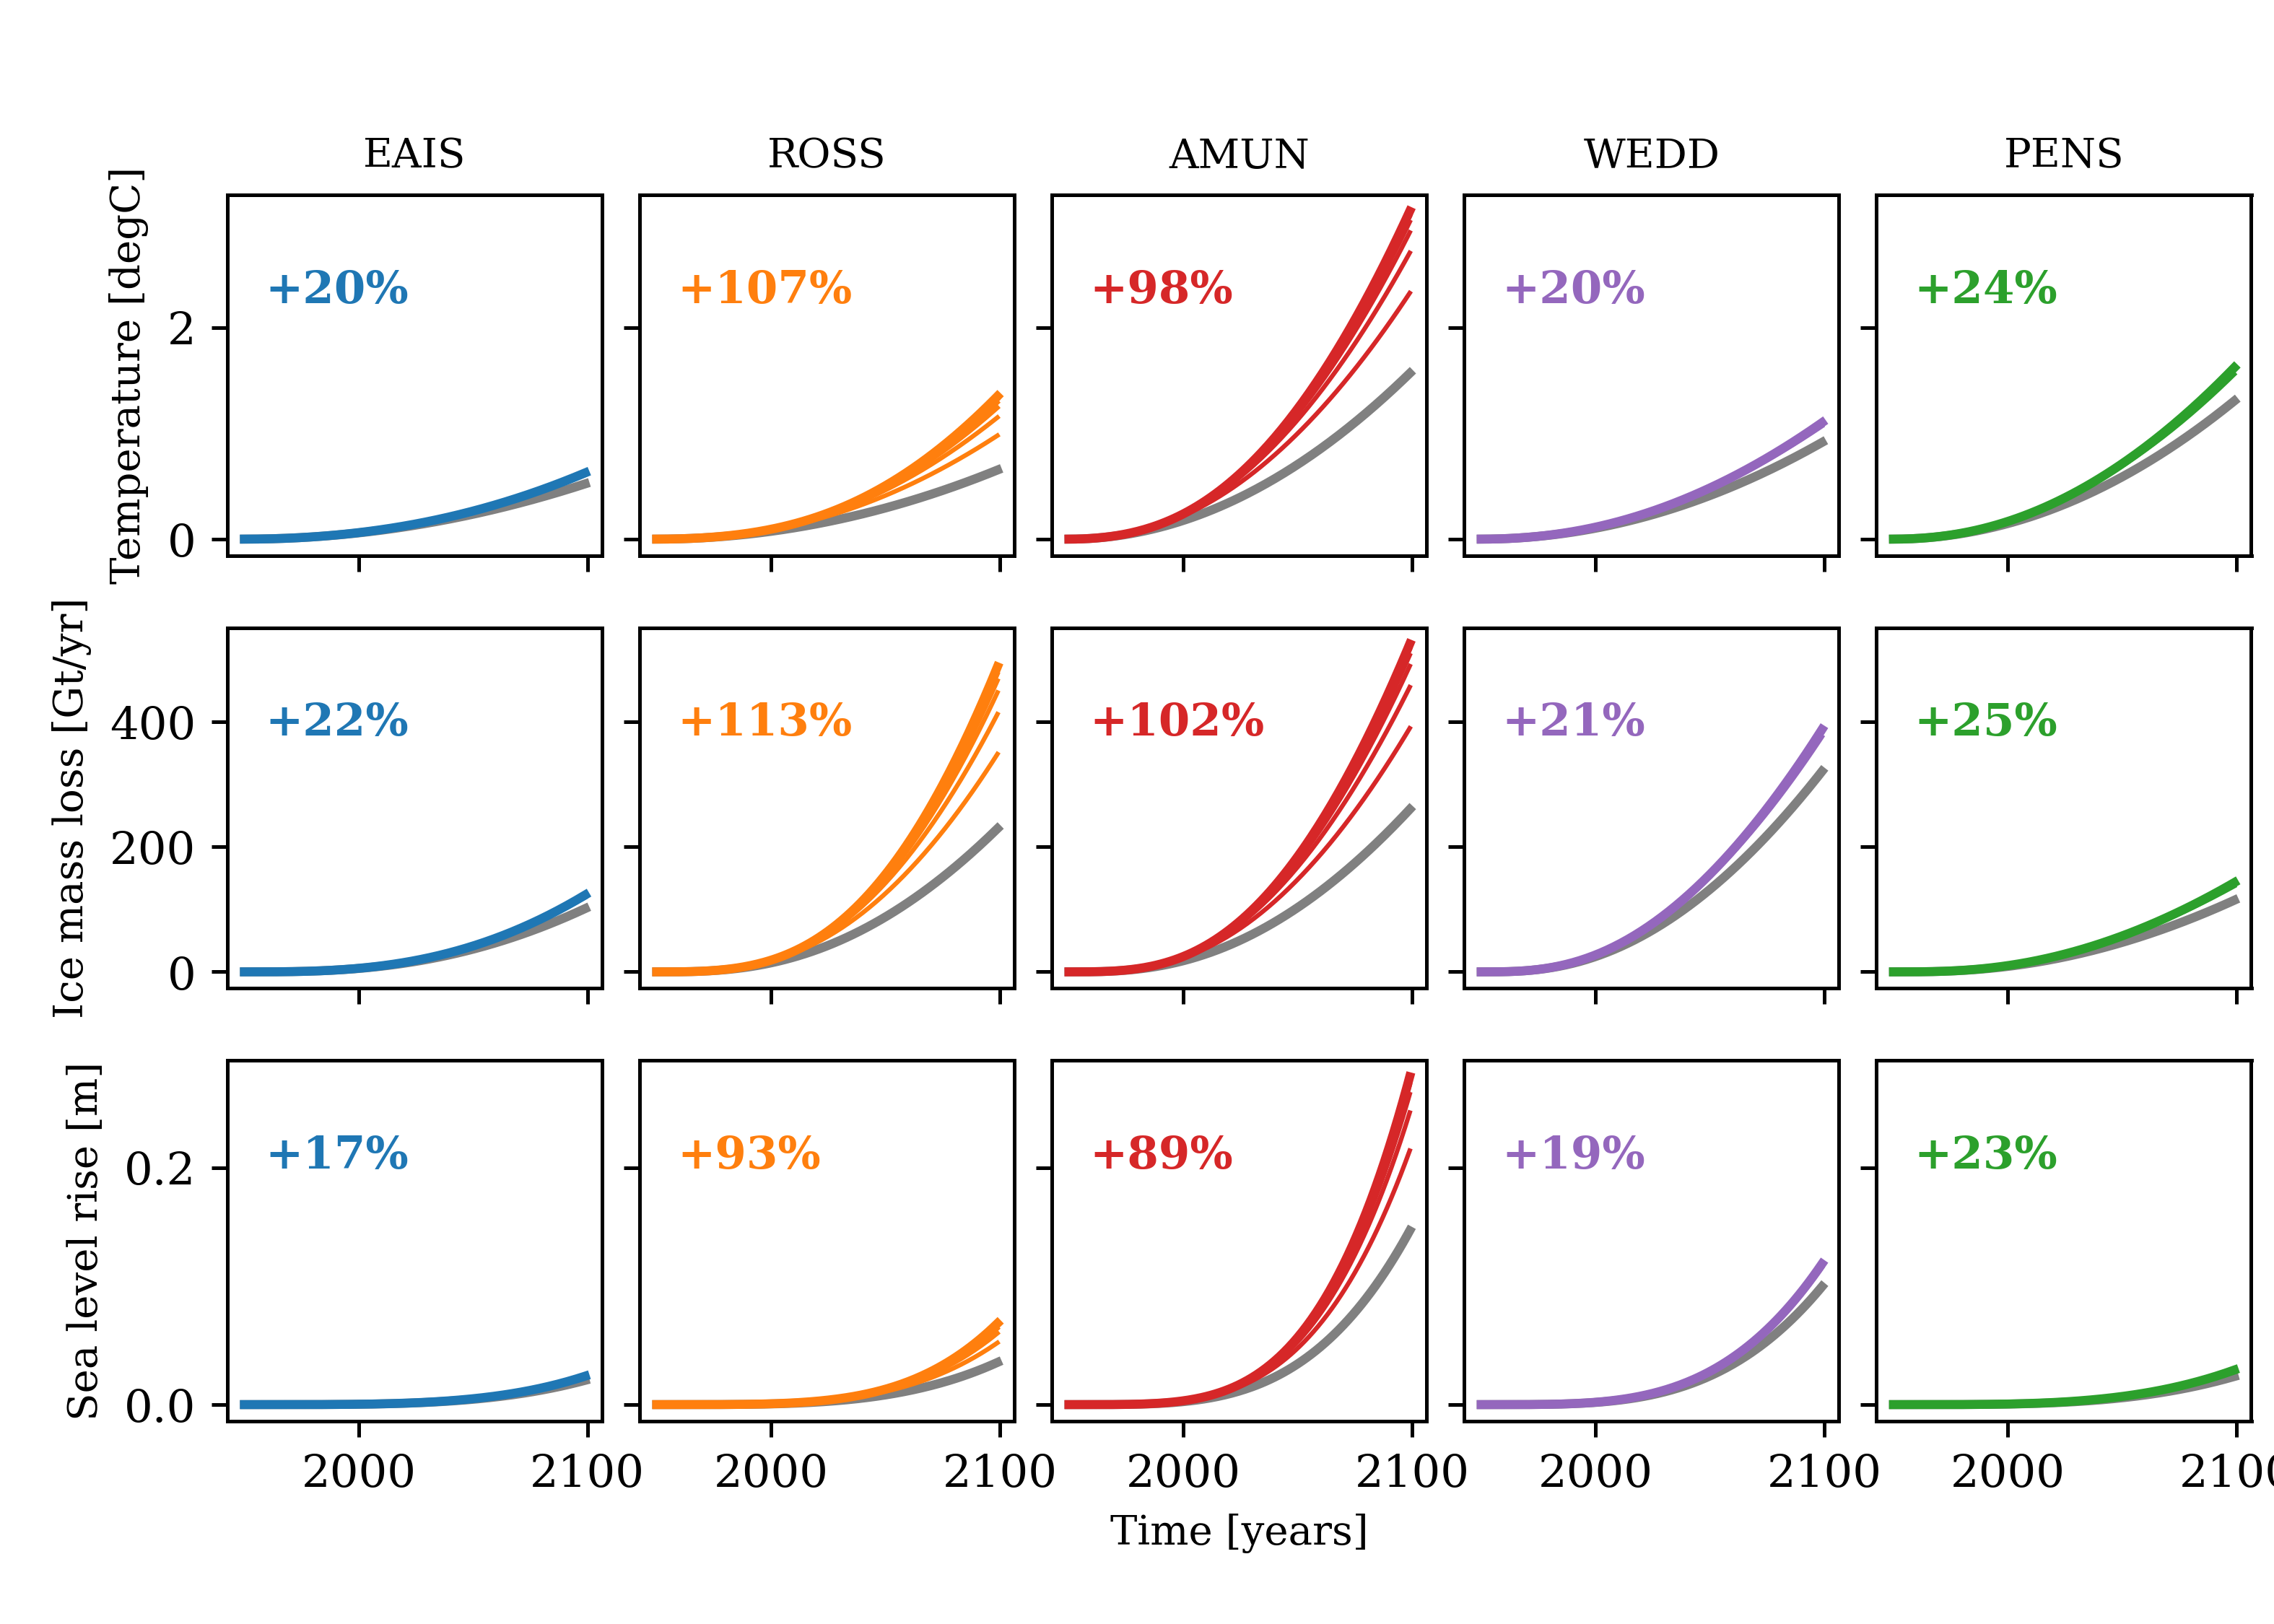 EAIS ROSS AMUN WEDD PENS
Temperature [degC]
2
0
+20% +107% +98% +20% +24%
Ice mass loss [Gt/yr]
400
200
0
+22% +113% +102% +21% +25%
Sea level rise [m]
0.2
0.0
+17% +93% +89% +19% +23%
2000 2100 2000 2100 2000 2100 2000 2100 2000 210
Time [years]